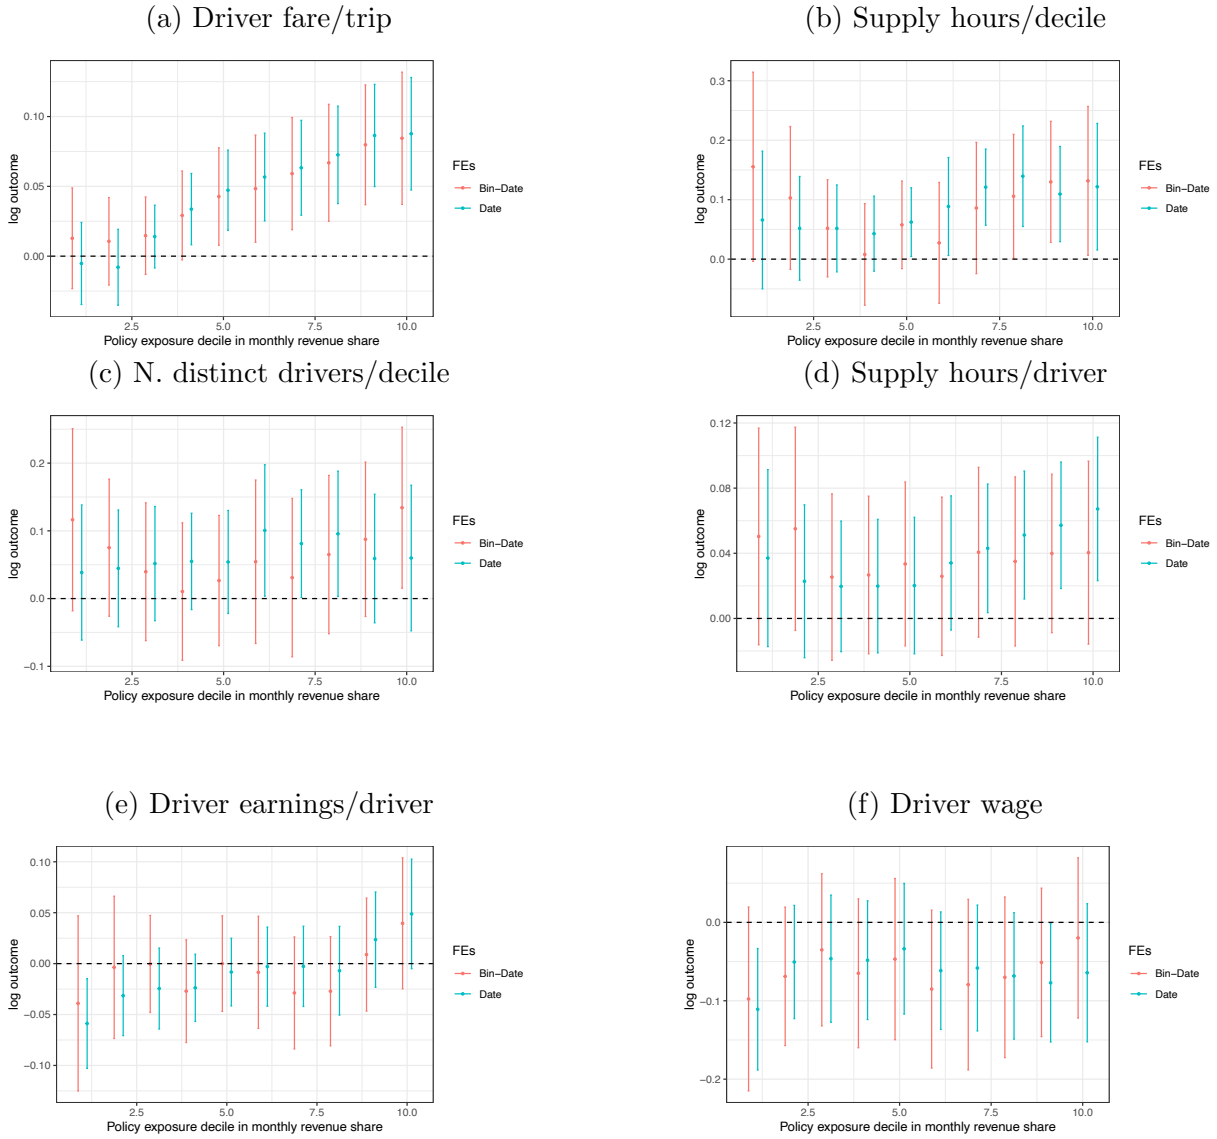 (a) Driver fare/trip
0.10
0.05
0.00
log outcome
2.5 5.0 7.5 10.0
Policy exposure decile in monthly revenue share
FEs
Bin−Date
Date
(b) Supply hours/decile
0.3
0.2
0.1
0.0
log outcome
2.5 5.0 7.5 10.0
Policy exposure decile in monthly revenue share
FEs
Bin−Date
Date
(c) N. distinct drivers/decile
0.2
0.1
0.0
−0.1
log outcome
2.5 5.0 7.5 10.0
Policy exposure decile in monthly revenue share
FEs
Bin−Date
Date
(d) Supply hours/driver
0.12
0.08
0.04
0.00
log outcome
2.5 5.0 7.5 10.0
Policy exposure decile in monthly revenue share
FEs
Bin−Date
Date
(e) Driver earnings/driver
0.10
0.05
0.00
−0.05
−0.10
log outcome
2.5 5.0 7.5 10.0
Policy exposure decile in monthly revenue share
FEs
Bin−Date
Date
(f) Driver wage
0.0
−0.1
−0.2
log outcome
2.5 5.0 7.5 10.0
Policy exposure decile in monthly revenue share
FEs
Bin−Date
Date